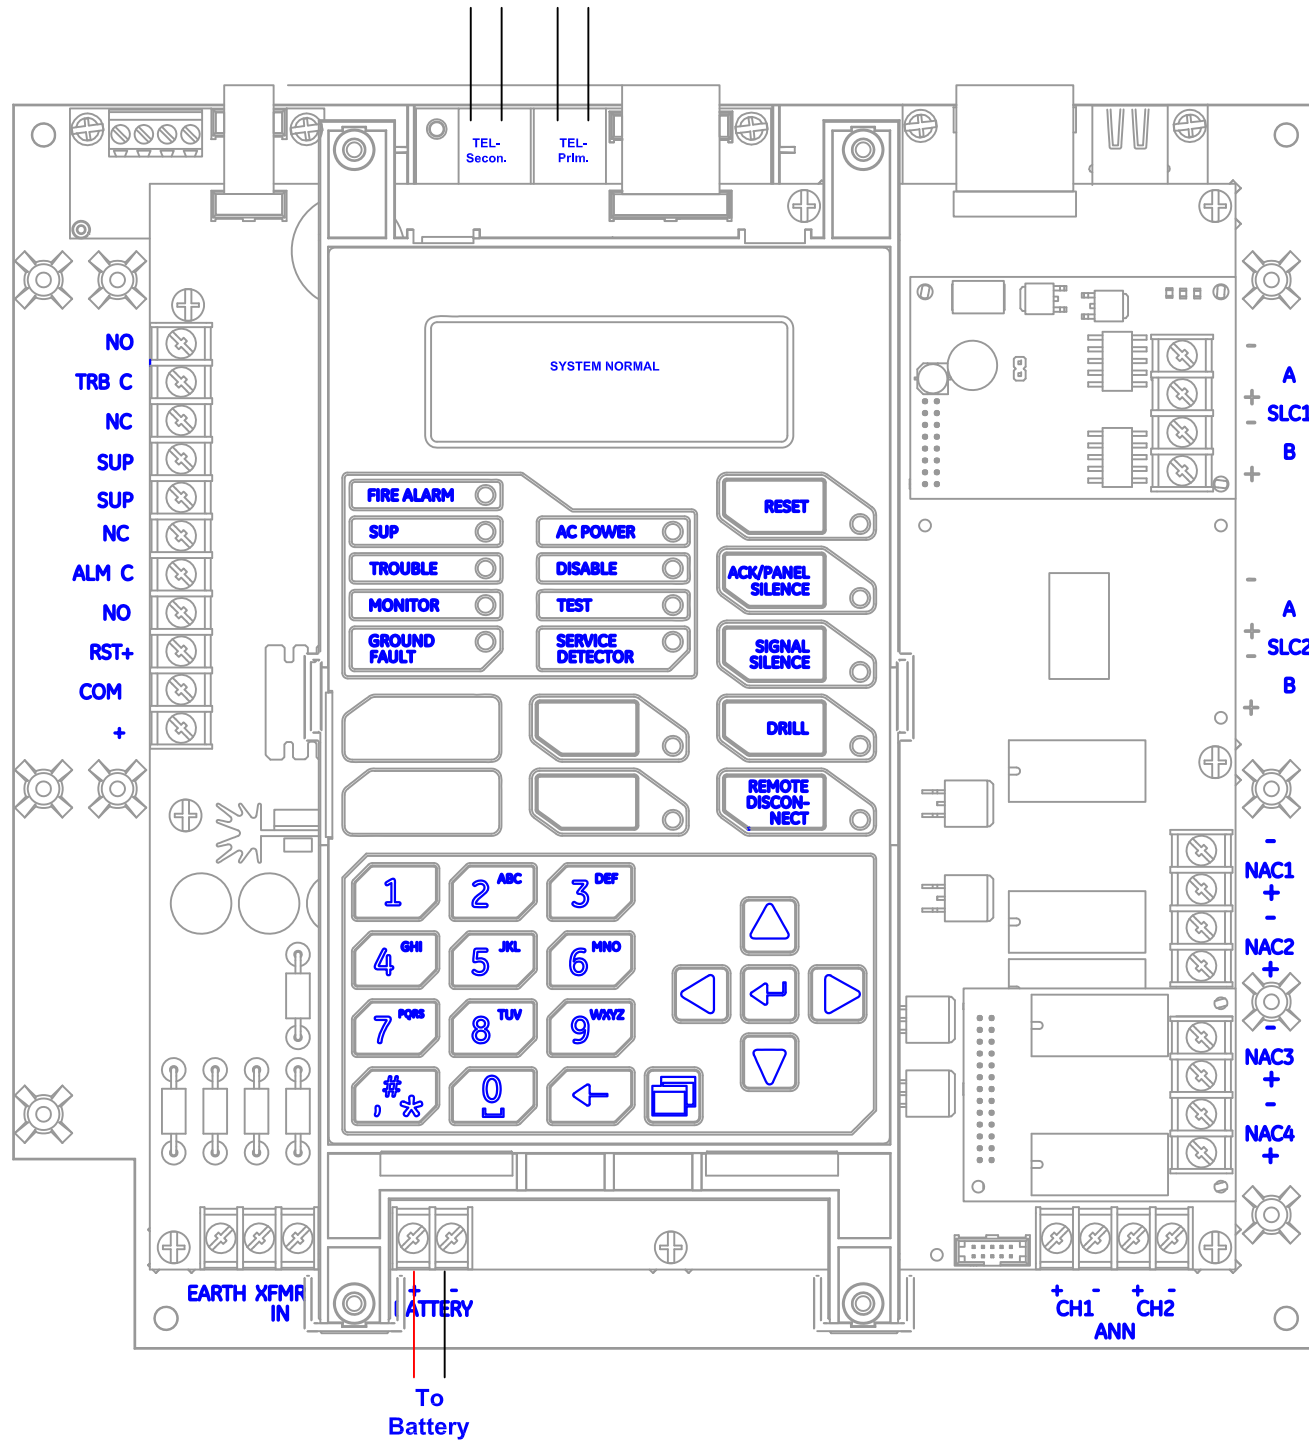 TEL-
Secon.
TEL-
Prim.
SYSTEM NORMAL
NO
TRB C
NC
SUP
SUP
NC
ALM C
NO
RST+
COM
+
FIRE ALARM
SUP
TROUBLE
MONITOR
GROUND
FAULT
AC POWER
DISABLE
TEST
SERVICE
DETECTOR
RESET
ACK/PANEL
SILENCE
SIGNAL
SILENCE
DRILL
REMOTE
DISCON-
NECT
-
A
+
SLC1
-
B
+
-
A
+
SLC2
-
B
+
1
2 ABC
3 DEF
4 GHI
5 JKL
6 MNO
7 PQRS
8 TUV
9 WXYZ
, # *
0
-
NAC1
+
-
NAC2
+
-
NAC3
+
-
NAC4
+
EARTH XFMR
IN
+ -
BATTERY
+ - + -
CH1 CH2
ANN
To
Battery